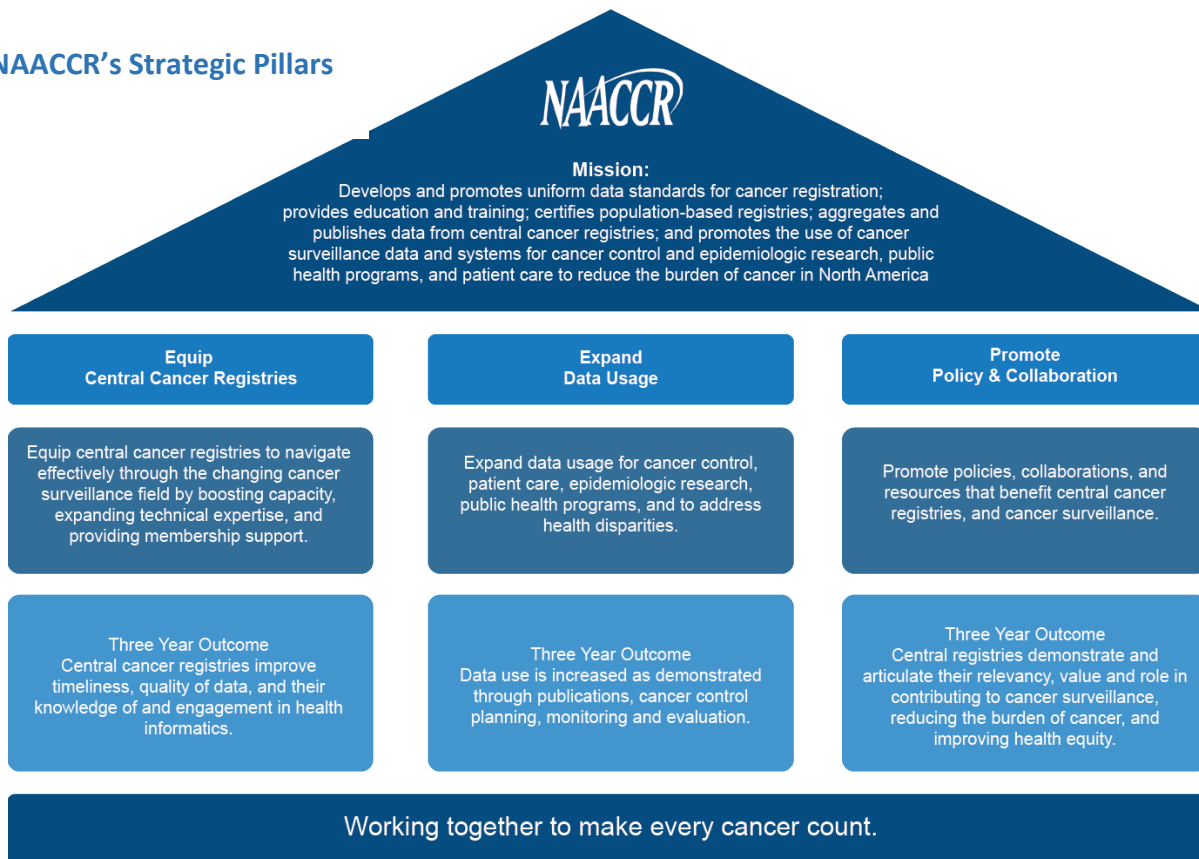 NAACCR's Strategic Pillars
NAACCR
Mission:
Develops and promotes uniform data standards for cancer registration;
provides education and training; certifies population-based registries; aggregates and
publishes data from central cancer registries; and promotes the use of cancer
surveillance data and systems for cancer control and epidemiologic research, public
health programs, and patient care to reduce the burden of cancer in North America
Equip
Central Cancer Registries
Equip central cancer registries to navigate
effectively through the changing cancer
surveillance field by boosting capacity,
expanding technical expertise, and
providing membership support.
Three Year Outcome
Central cancer registries improve
timeliness, quality of data, and their
knowledge of and engagement in health
informatics.
Expand
Data Usage
Expand data usage for cancer control,
patient care, epidemiologic research,
public health programs, and to address
health disparities.
Three Year Outcome
Data use is increased as demonstrated
through publications, cancer control
planning, monitoring and evaluation.
Promote
Policy & Collaboration
Promote policies, collaborations, and
resources that benefit central cancer
registries, and cancer surveillance.
Three Year Outcome
Central registries demonstrate and
articulate their relevancy, value and role in
contributing to cancer surveillance,
reducing the burden of cancer, and
improving health equity.
Working together to make every cancer count.